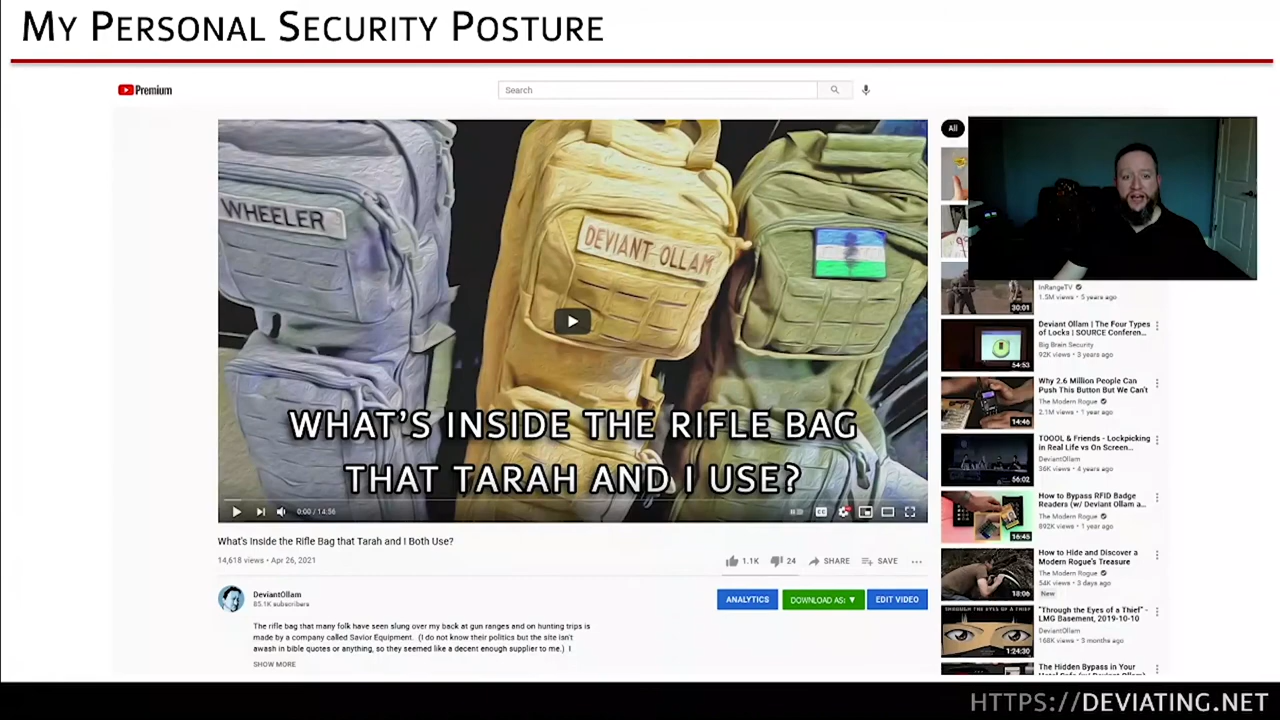 MY PERSONAL SECURITY POSTURE
Premium
Search
All
WHEELER
DEVIANT OLLAM
WHAT'S INSIDE THE RIFLE BAG
THAT TARAH AND I USE?
0:00 / 14:56
CC
What's Inside the Rifle Bag that Tarah and I Both Use?
14,618 views • Apr 26, 2021
1.1K
24
SHARE
SAVE
DeviantOllam
85.1K subscribers
ANALYTICS
DOWNLOAD AS: ▼
EDIT VIDEO
The rifle bag that many folk have seen slung over my back at gun ranges and on hunting trips is
made by a company called Savior Equipment. (I do not know their politics but the site isn't
awash in bible quotes or anything, so they seemed like a decent enough supplier to me.) I
SHOW MORE
InRangeTV
1.5M views • 5 years ago
30:01
Deviant Ollam | The Four Types
of Locks | SOURCE Conferen...
Big Brain Security
92K views • 3 years ago
54:53
Why 2.6 Million People Can
Push This Button But We Can't
The Modern Rogue
2.1M views • 1 year ago
14:46
TOOOL & Friends - Lockpicking
in Real Life vs On Screen...
DeviantOllam
36K views • 4 years ago
56:02
How to Bypass RFID Badge
Readers (w/ Deviant Ollam a...
The Modern Rogue
892K views • 1 year ago
16:45
How to Hide and Discover a
Modern Rogue's Treasure
The Modern Rogue
54K views • 3 days ago
New
18:06
THROUGH THE EYES OF A THIEF
"Through the Eyes of a Thief" -
LMG Basement, 2019-10-10
DeviantOllam
168K views • 3 months ago
1:24:30
The Hidden Bypass in Your
HTTPS://DEVIATING.NET